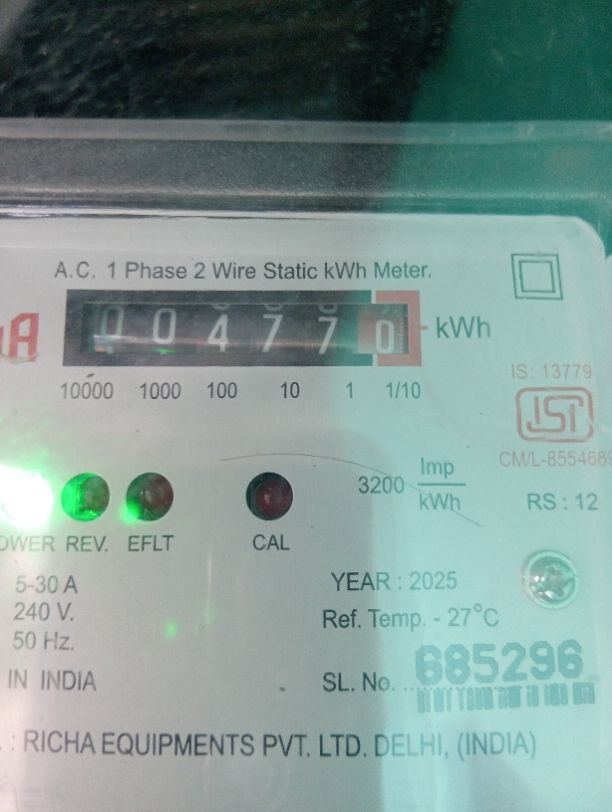 A.C. 1 Phase 2 Wire Static kWh Meter.
0 0 4 7 7 0 kWh
10000 1000 100 10 1 1/10
IS: 13779
ISI
CM/L-8554689
3200 Imp/kWh
RS : 12
REV. EFLT CAL
5-30 A
YEAR : 2025
240 V.
Ref. Temp. - 27°C
50 Hz.
IN INDIA
SL. No. 685296
: RICHA EQUIPMENTS PVT. LTD. DELHI, (INDIA)